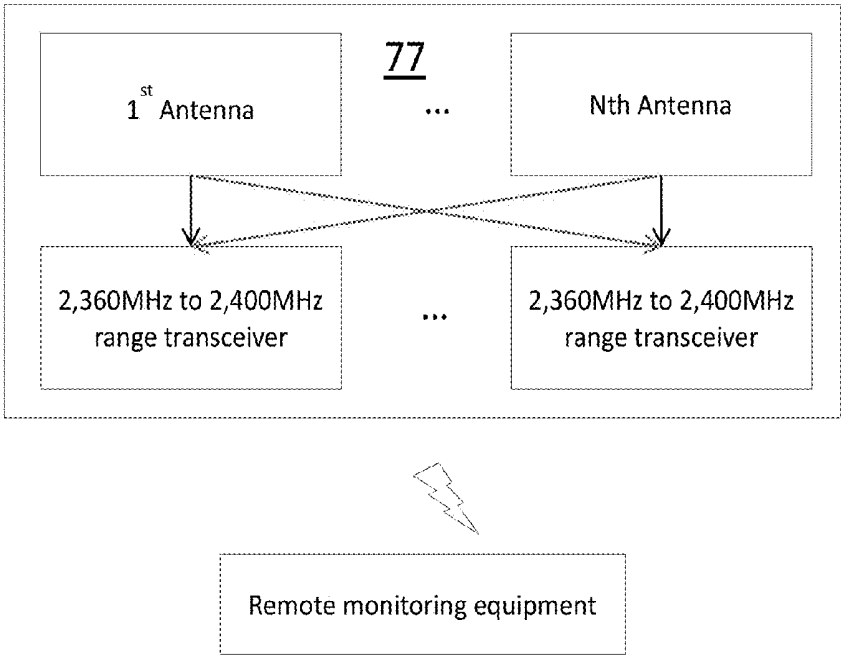 77
1st Antenna
...
Nth Antenna
2,360MHz to 2,400MHz
range transceiver
...
2,360MHz to 2,400MHz
range transceiver
Remote monitoring equipment